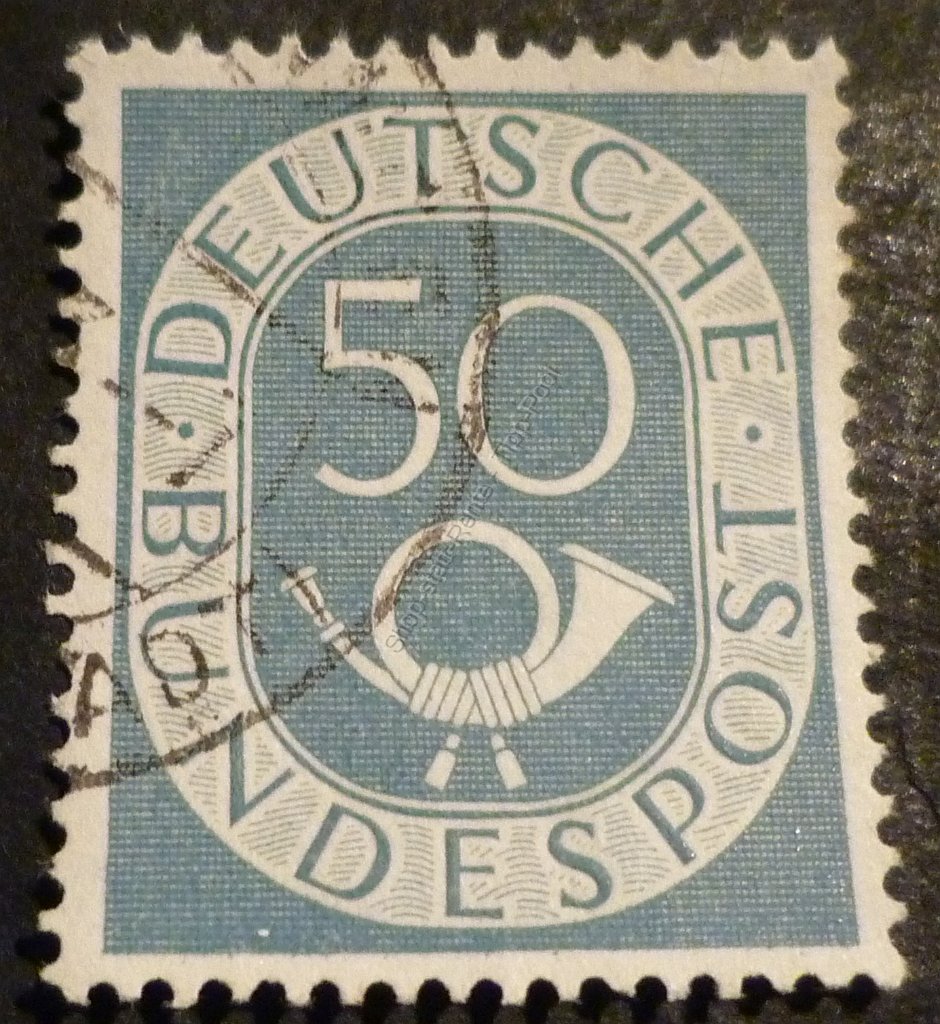 DEUTSCHE · BUNDESPOST ·
50